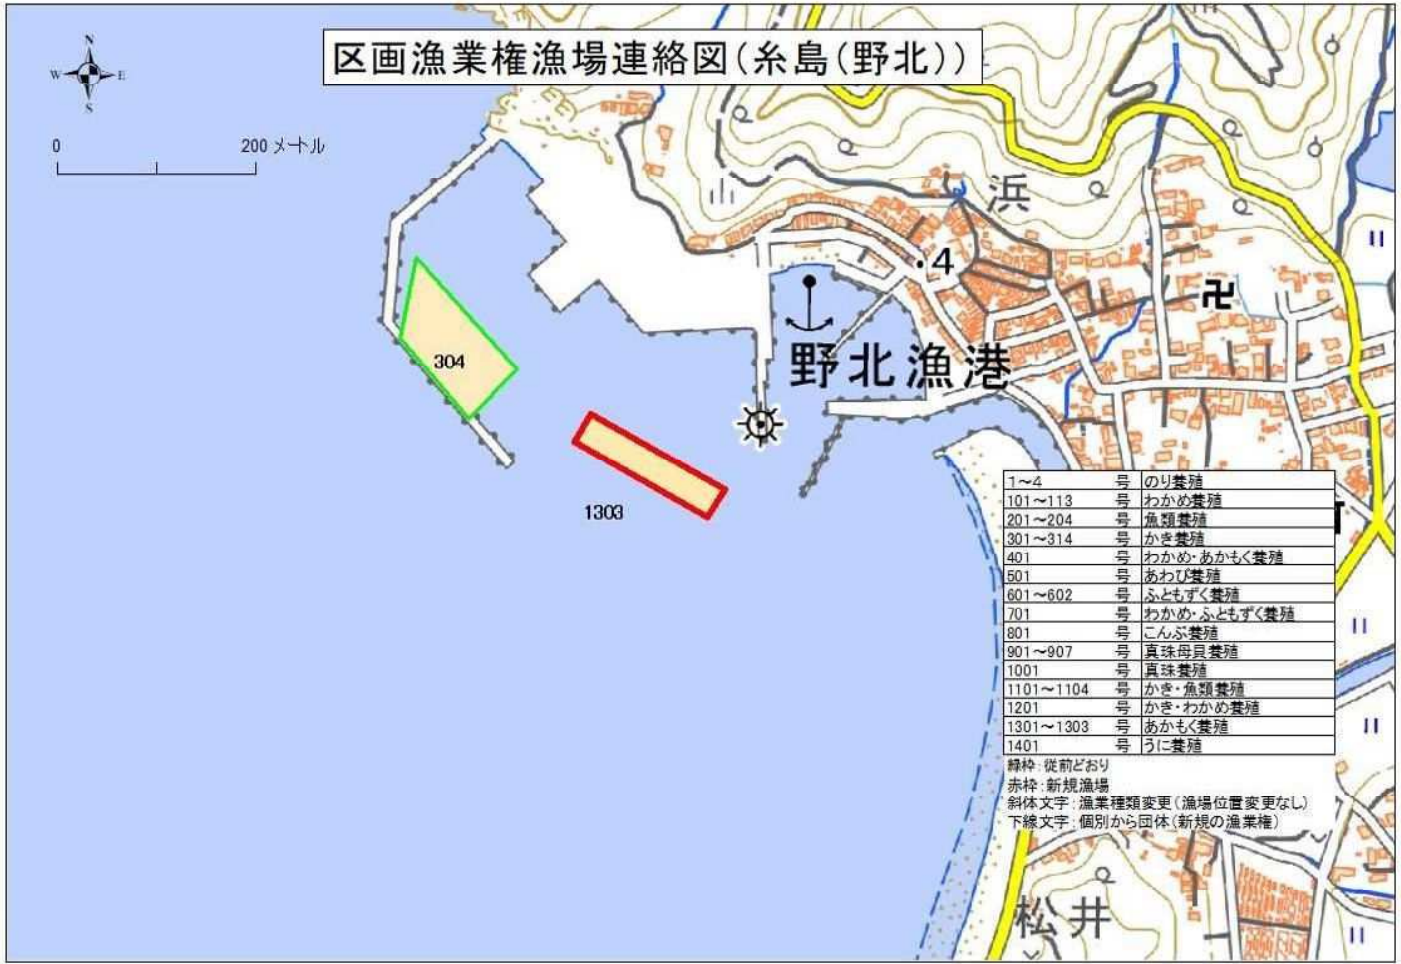 区画漁業権漁場連絡図(糸島(野北))
N
W E
S
0 200 メートル
浜
・4
卍
野北漁港
304
1303
1～4 号 のり養殖
101～113 号 わかめ養殖
201～204 号 魚類養殖
301～314 号 かき養殖
401 号 わかめ・あかもく養殖
501 号 あわび養殖
601～602 号 ふともずく養殖
701 号 わかめ・ふともずく養殖
801 号 こんぶ養殖
901～907 号 真珠母貝養殖
1001 号 真珠養殖
1101～1104 号 かき・魚類養殖
1201 号 かき・わかめ養殖
1301～1303 号 あかもく養殖
1401 号 うに養殖
緑枠：従前どおり
赤枠：新規漁場
斜体文字：漁業種類変更(漁場位置変更なし)
下線文字：個別から団体(新規の漁業権)
松井